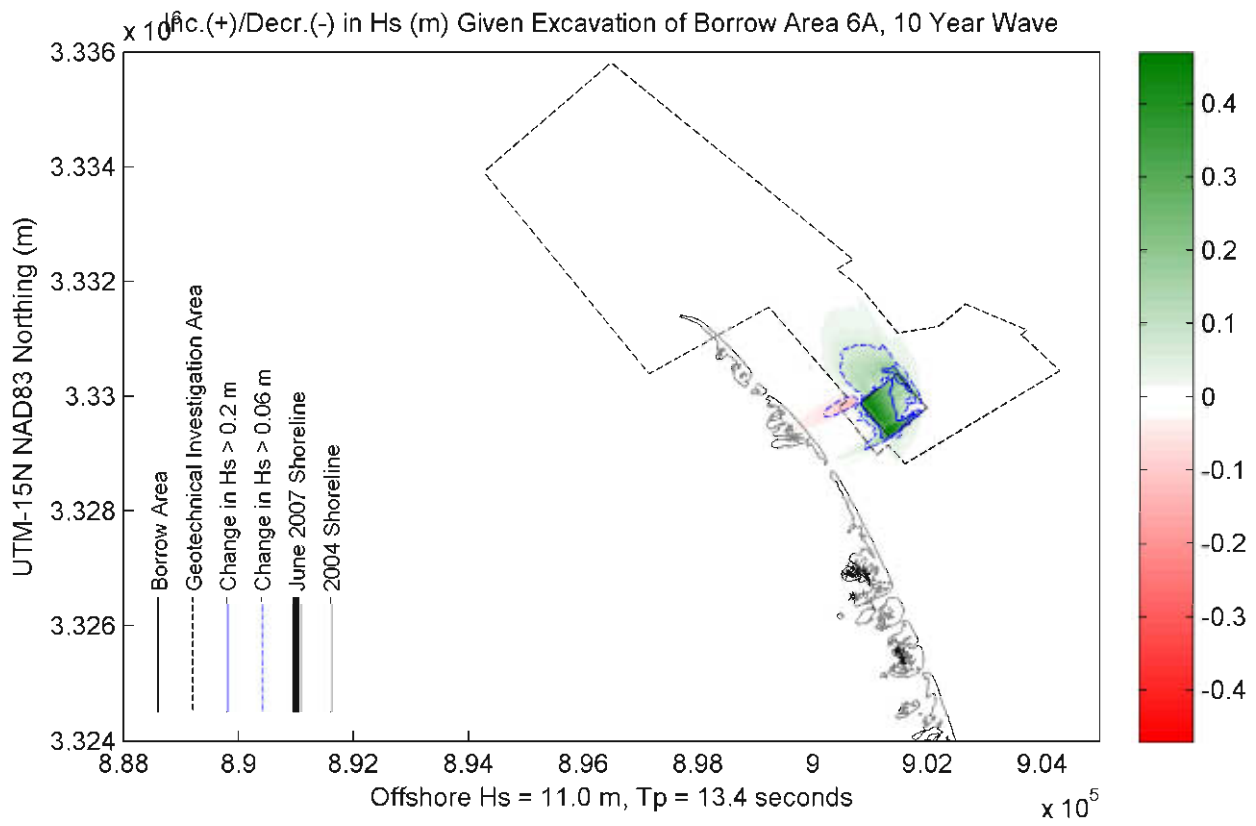 Inc.(+)/Decr.(-) in Hs (m) Given Excavation of Borrow Area 6A, 10 Year Wave
x 10^6
3.336
3.334
3.332
3.33
3.328
3.326
3.324
UTM-15N NAD83 Northing (m)
Borrow Area
Geotechnical Investigation Area
Change in Hs > 0.2 m
Change in Hs > 0.06 m
June 2007 Shoreline
2004 Shoreline
8.88 8.9 8.92 8.94 8.96 8.98 9 9.02 9.04
x 10^5
Offshore Hs = 11.0 m, Tp = 13.4 seconds
0.4
0.3
0.2
0.1
0
-0.1
-0.2
-0.3
-0.4